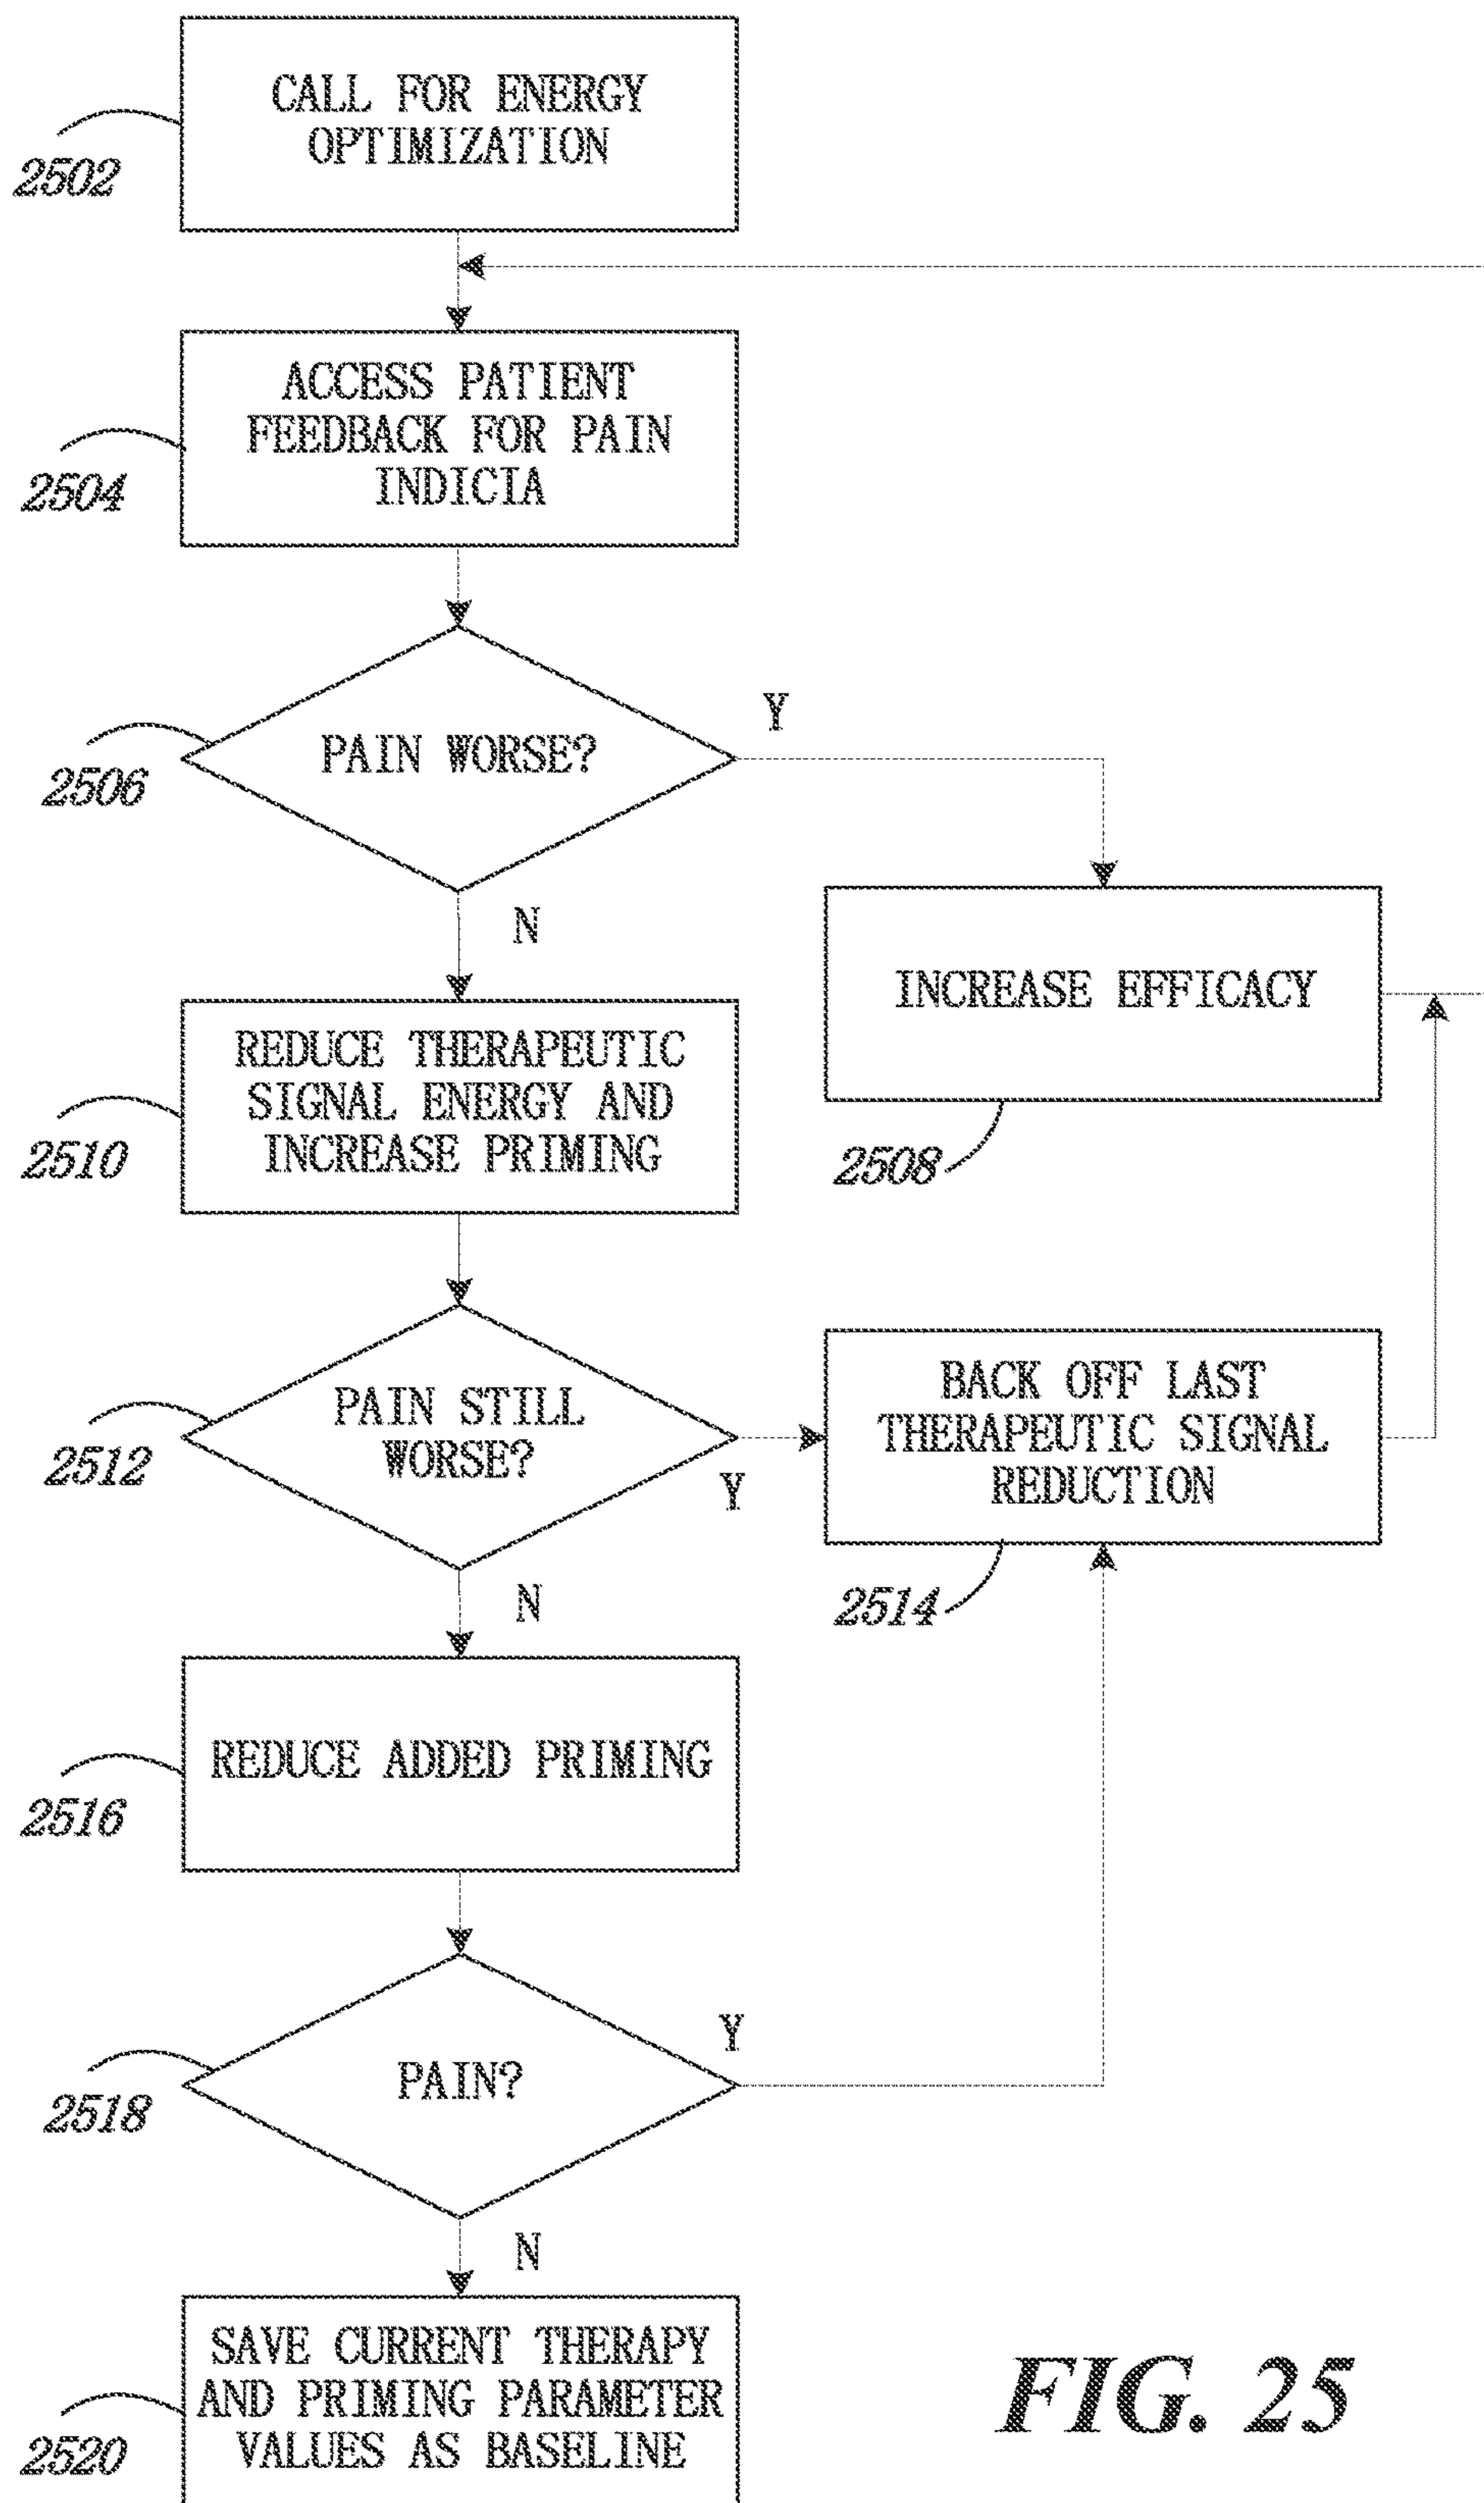 CALL FOR ENERGY
OPTIMIZATION
2502
ACCESS PATIENT
FEEDBACK FOR PAIN
INDICIA
2504
PAIN WORSE?
Y
2506
N
INCREASE EFFICACY
2508
REDUCE THERAPEUTIC
SIGNAL ENERGY AND
INCREASE PRIMING
2510
PAIN STILL
WORSE?
Y
2512
N
BACK OFF LAST
THERAPEUTIC SIGNAL
REDUCTION
2514
REDUCE ADDED PRIMING
2516
PAIN?
Y
2518
N
SAVE CURRENT THERAPY
AND PRIMING PARAMETER
VALUES AS BASELINE
2520
FIG. 25